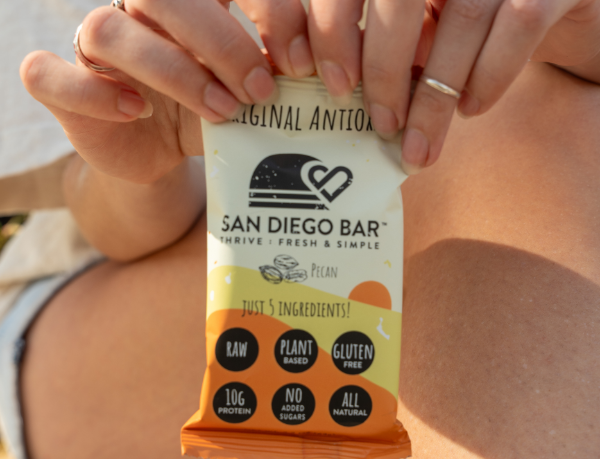 ORIGINAL ANTIOX
SAN DIEGO BAR™
THRIVE : FRESH & SIMPLE
PECAN
JUST 5 INGREDIENTS!
RAW
PLANT
BASED
GLUTEN
FREE
10G
PROTEIN
NO
ADDED
SUGARS
ALL
NATURAL